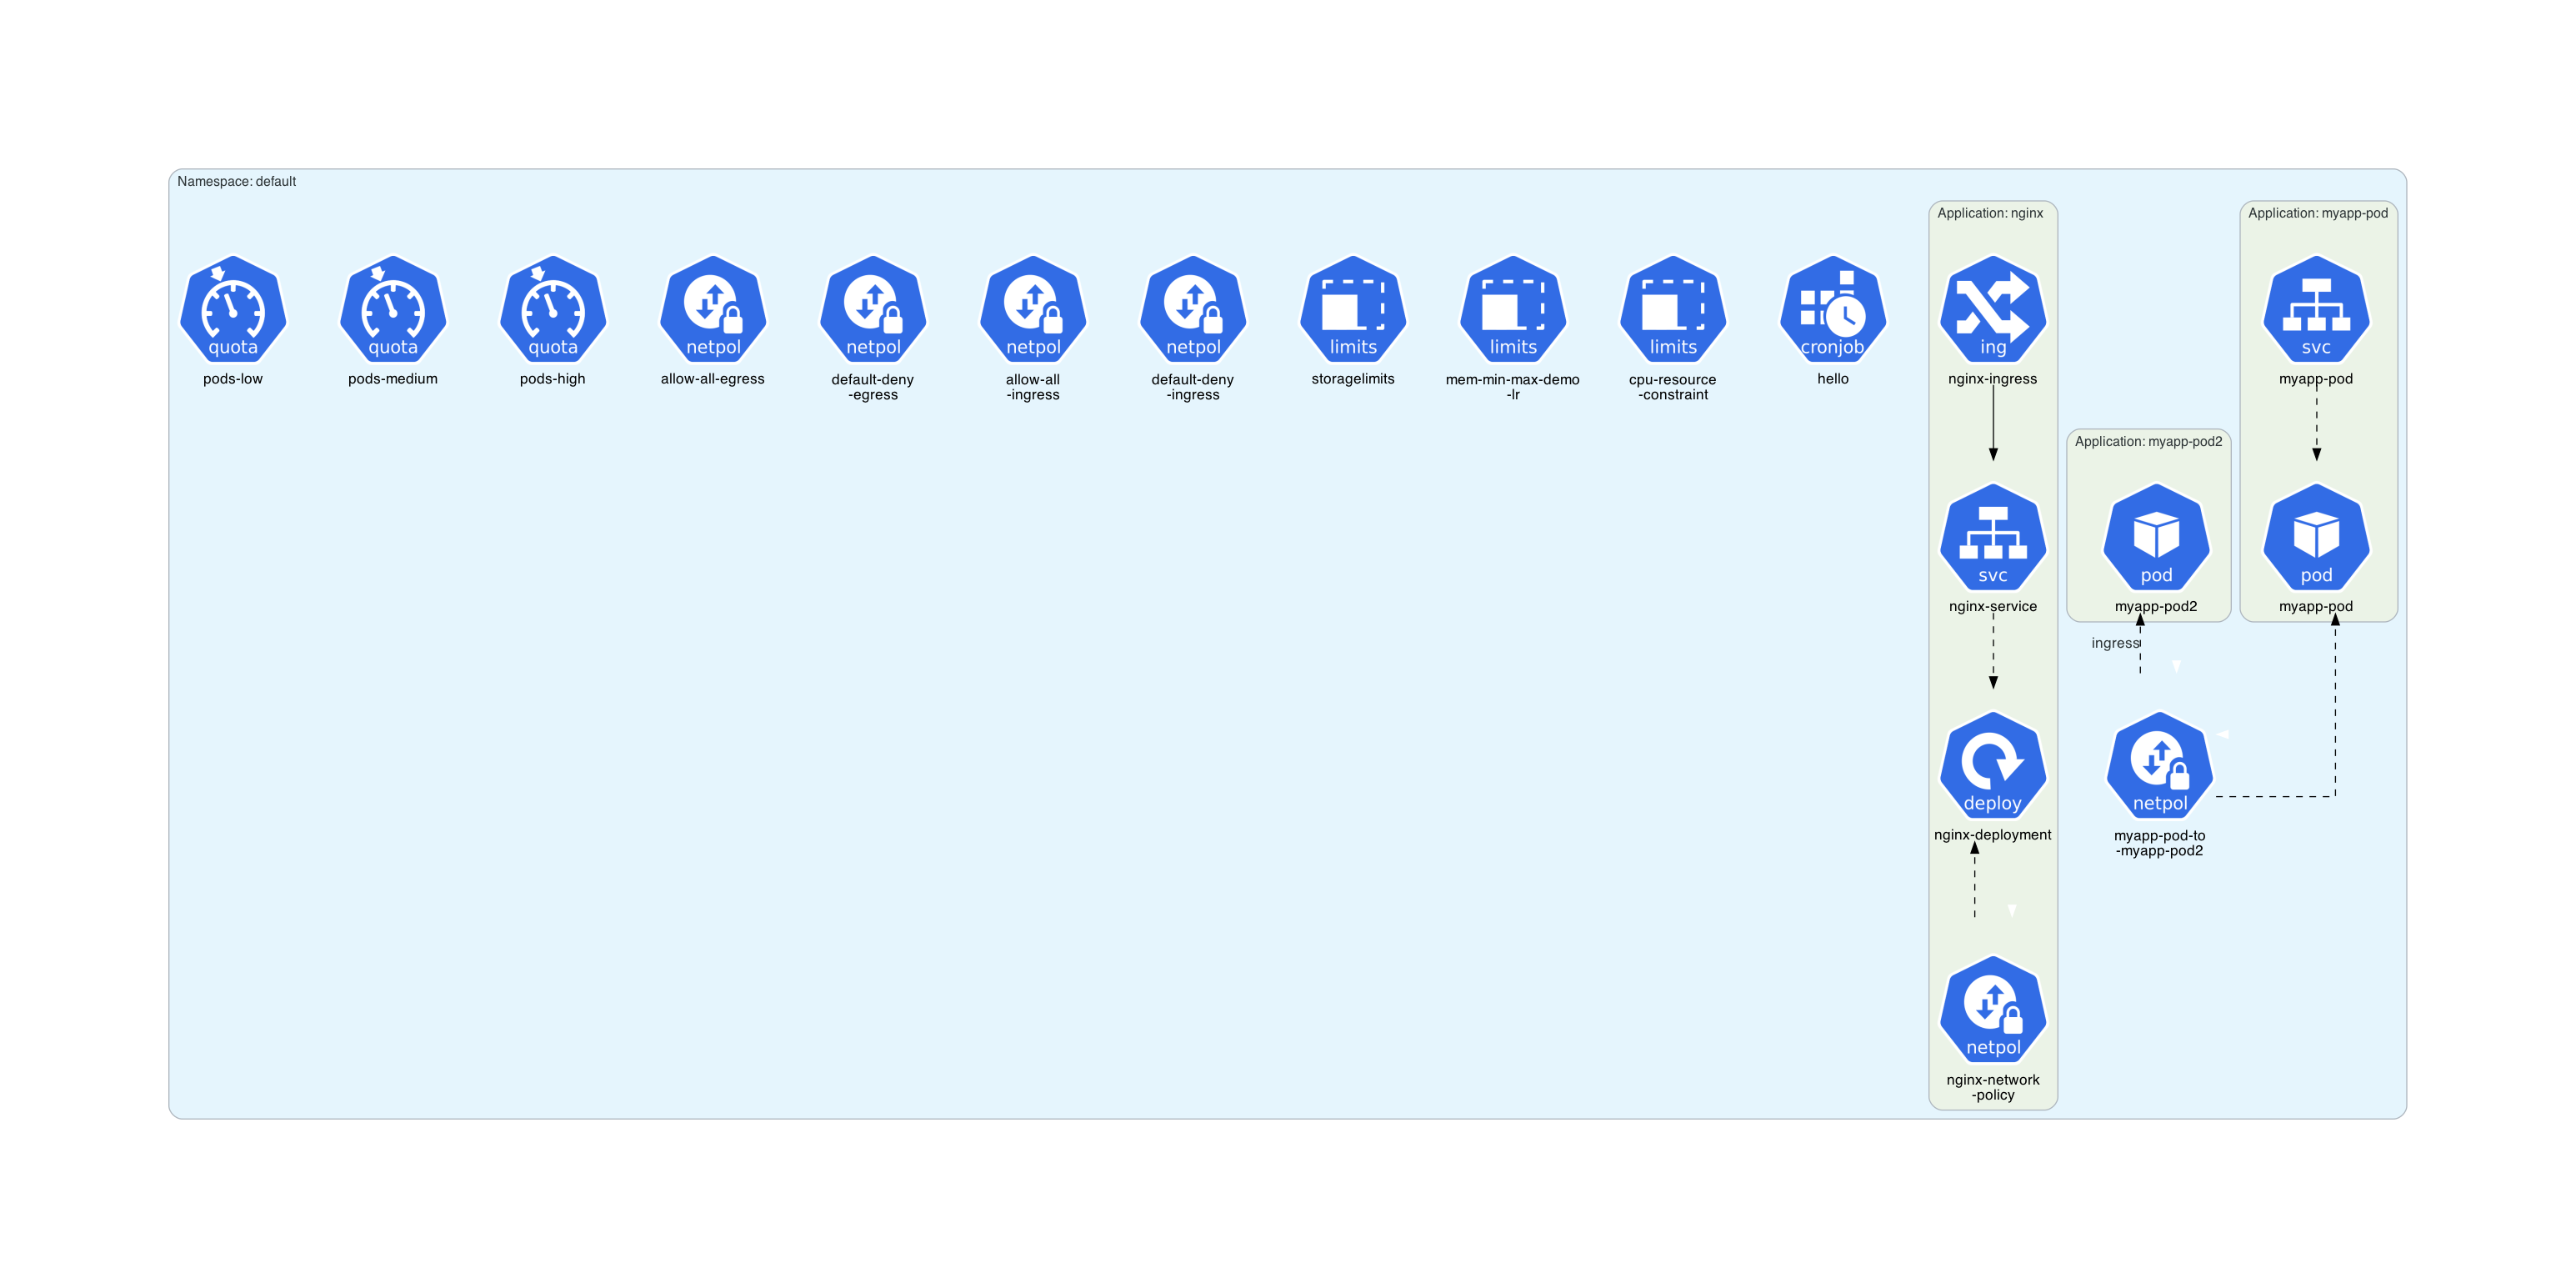 Namespace: default
Application: nginx
Application: myapp-pod
quota
quota
quota
netpol
netpol
netpol
netpol
limits
limits
limits
cronjob
ing
svc
pods-low
pods-medium
pods-high
allow-all-egress
default-deny
-egress
allow-all
-ingress
default-deny
-ingress
storagelimits
mem-min-max-demo
-lr
cpu-resource
-constraint
hello
nginx-ingress
myapp-pod
Application: myapp-pod2
svc
pod
pod
nginx-service
myapp-pod2
myapp-pod
ingress
deploy
netpol
nginx-deployment
myapp-pod-to
-myapp-pod2
netpol
nginx-network
-policy